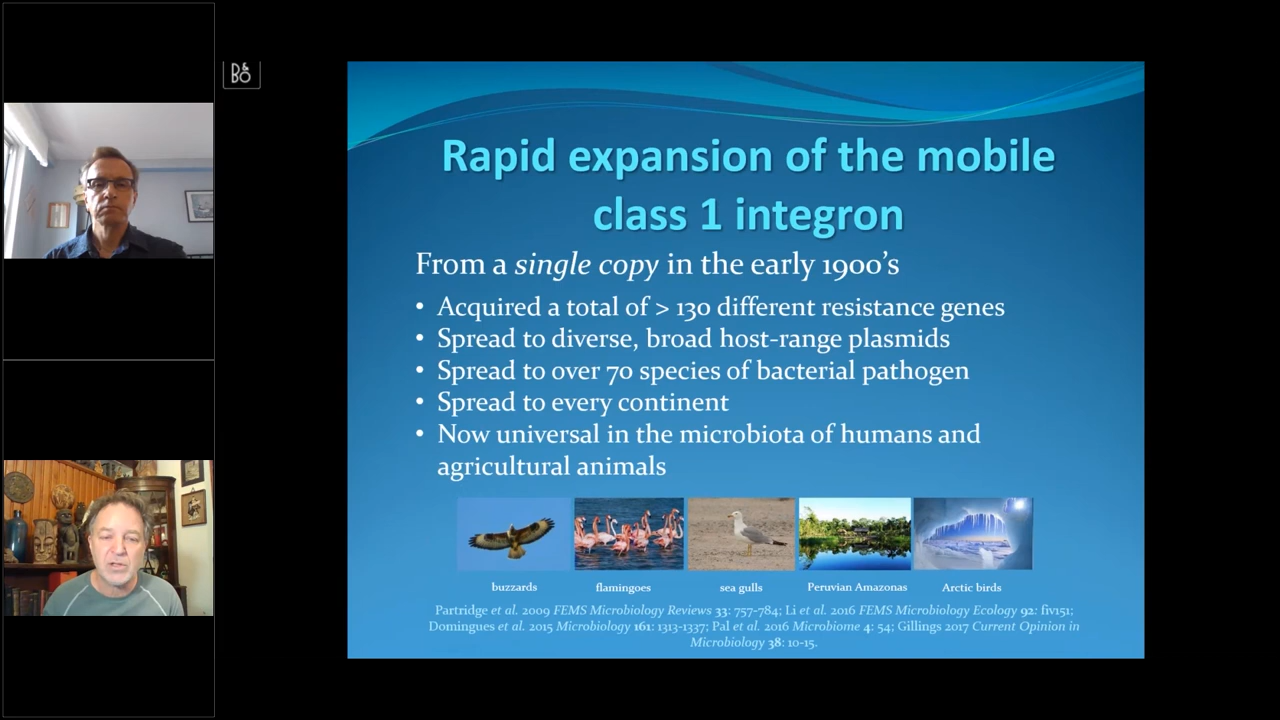 B&O
Rapid expansion of the mobile
class 1 integron
From a single copy in the early 1900's
• Acquired a total of > 130 different resistance genes
• Spread to diverse, broad host-range plasmids
• Spread to over 70 species of bacterial pathogen
• Spread to every continent
• Now universal in the microbiota of humans and
agricultural animals
buzzards flamingoes sea gulls Peruvian Amazonas Arctic birds
Partridge et al. 2009 FEMS Microbiology Reviews 33: 757-784; Li et al. 2016 FEMS Microbiology Ecology 92: fiv151;
Domingues et al. 2015 Microbiology 161: 1313-1337; Pal et al. 2016 Microbiome 4: 54; Gillings 2017 Current Opinion in
Microbiology 38: 10-15.